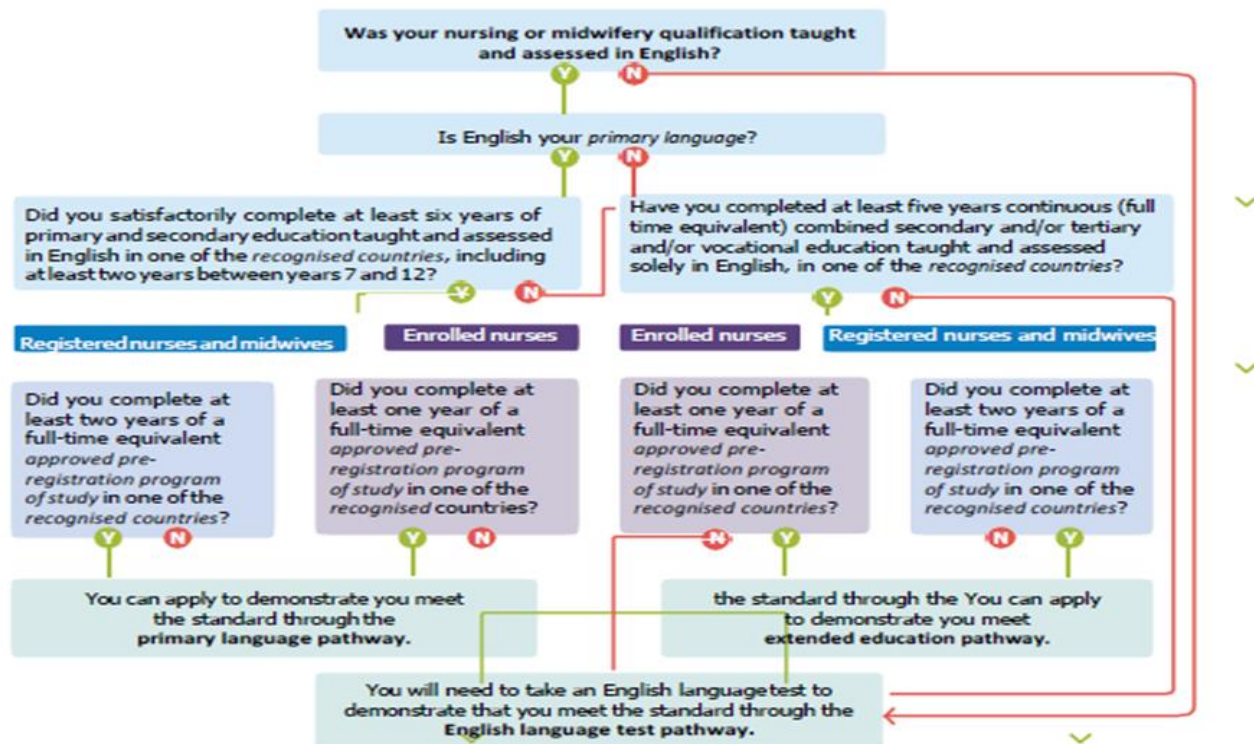 Was your nursing or midwifery qualification taught
and assessed in English?
Y N
Is English your primary language?
Y N
Did you satisfactorily complete at least six years of
primary and secondary education taught and assessed
in English in one of the recognised countries, including
at least two years between years 7 and 12?
Y N
Have you completed at least five years continuous (full
time equivalent) combined secondary and/or tertiary
and/or vocational education taught and assessed
solely in English, in one of the recognised countries?
Y N
Registered nurses and midwives
Enrolled nurses
Enrolled nurses
Registered nurses and midwives
Did you complete at
least two years of a
full-time equivalent
approved pre-
registration program
of study in one of the
recognised countries?
Y N
Did you complete at
least one year of a
full-time equivalent
approved pre-
registration program
of study in one of the
recognised countries?
Y N
Did you complete at
least one year of a
full-time equivalent
approved pre-
registration program
of study in one of the
recognised countries?
N Y
Did you complete at
least two years of a
full-time equivalent
approved pre-
registration program
of study in one of the
recognised countries?
N Y
You can apply to demonstrate you meet
the standard through the
primary language pathway.
the standard through the You can apply
to demonstrate you meet
extended education pathway.
You will need to take an English language test to
demonstrate that you meet the standard through the
English language test pathway.